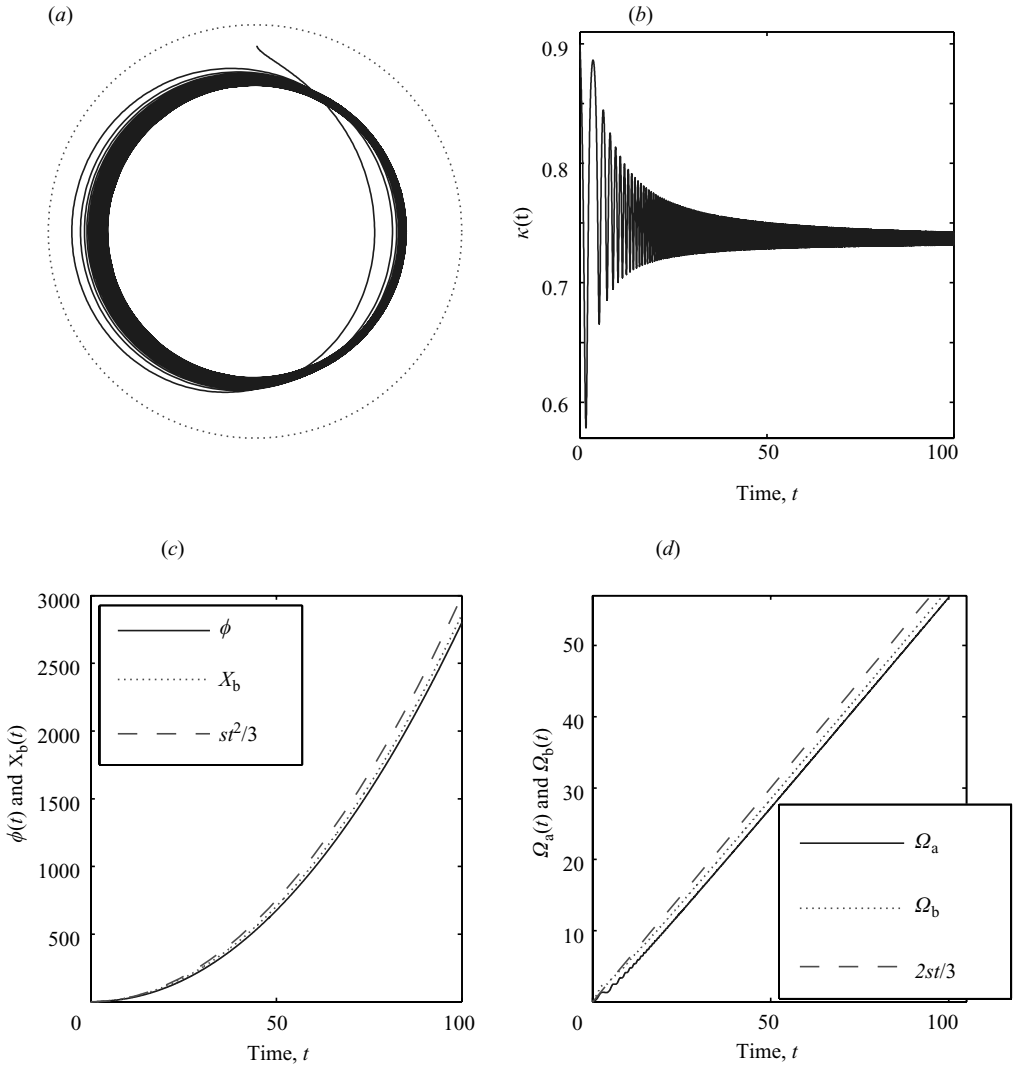 (a)
(b)
0.9
0.8
0.7
0.6
κ(t)
0
50
100
Time, t
(c)
(d)
3000
2500
2000
1500
1000
500
ϕ(t) and X_b(t)
ϕ
X_b
st²/3
0
50
100
Time, t
50
40
30
20
10
Ω_a(t) and Ω_b(t)
Ω_a
Ω_b
2st/3
0
50
100
Time, t